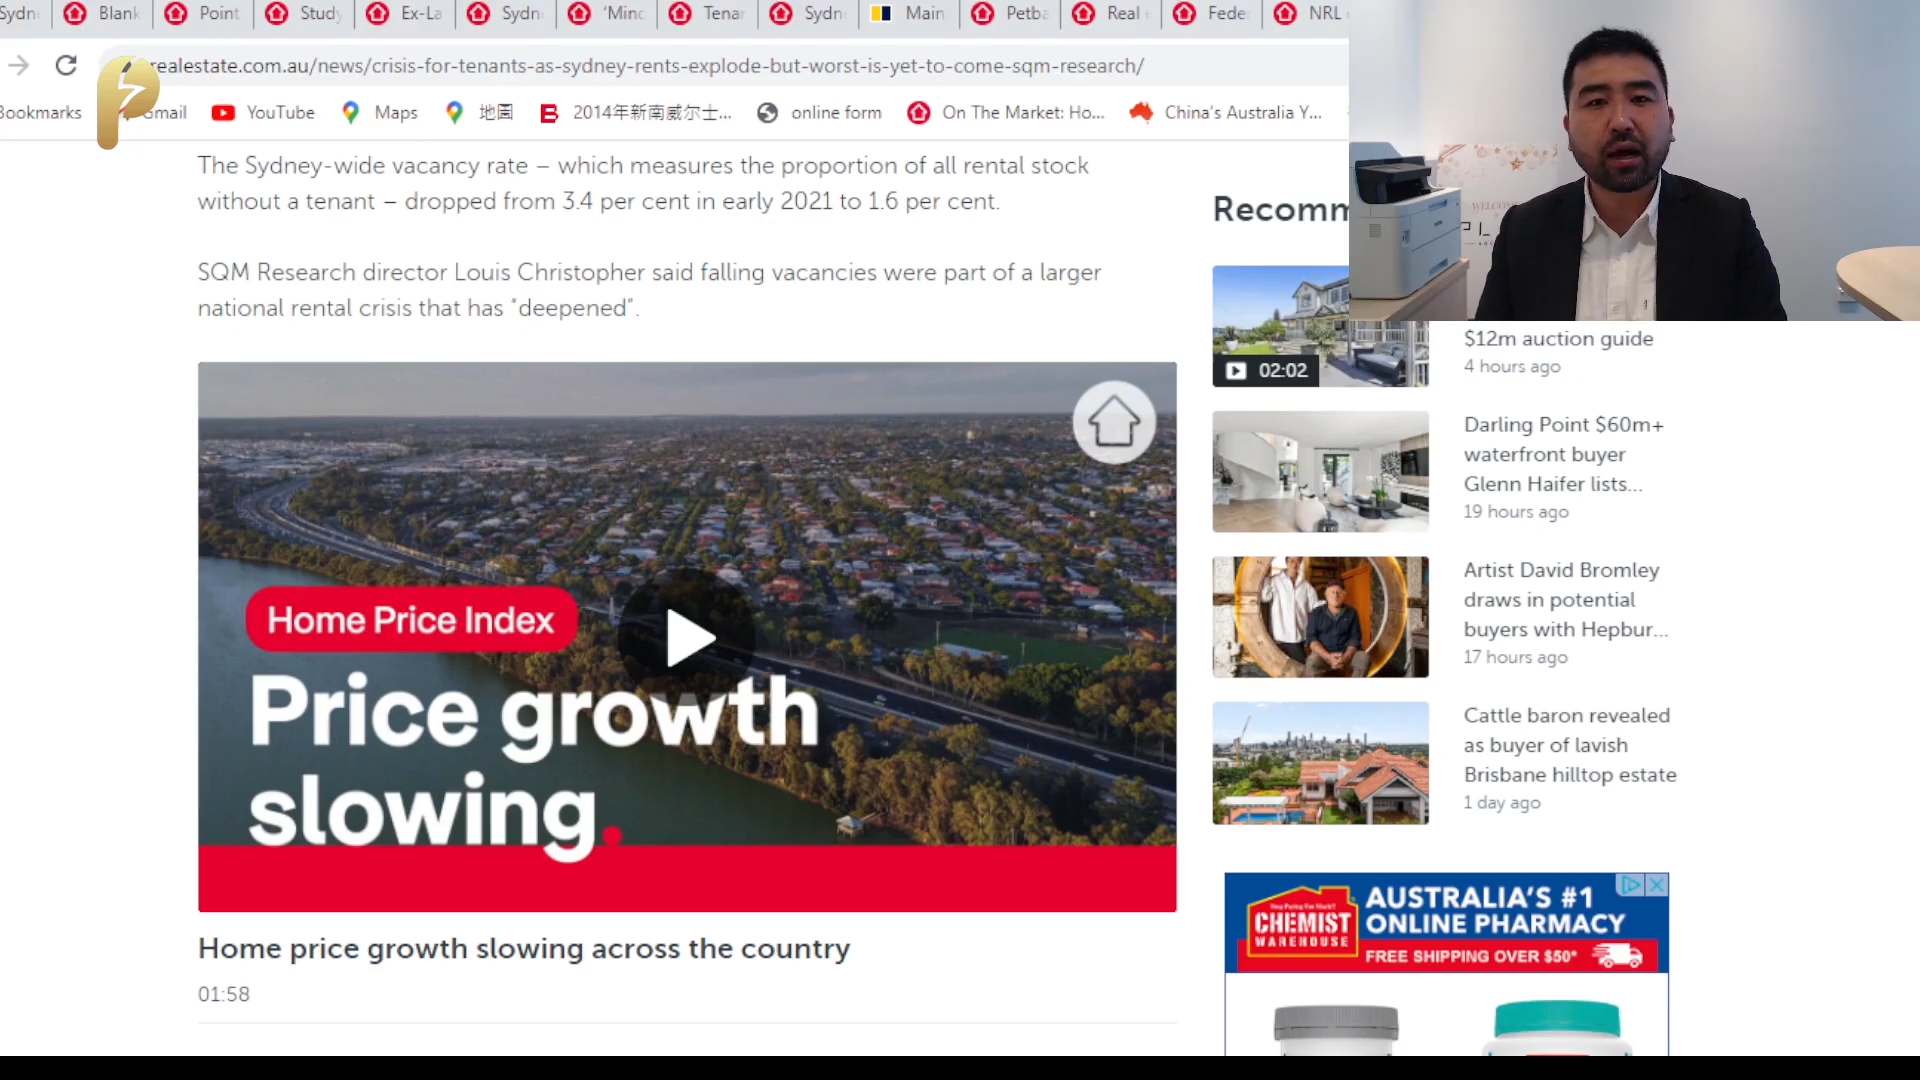 Sydn
Blank
Point
Study
Ex-La
Sydn
'Mind
Tenan
Sydn
Main
Petba
Real
Feder
NRL
realestate.com.au/news/crisis-for-tenants-as-sydney-rents-explode-but-worst-is-yet-to-come-sqm-research/
Bookmarks
Gmail
YouTube
Maps
地圖
2014年新南威尔士...
online form
On The Market: Ho...
China's Australia Y...
The Sydney-wide vacancy rate – which measures the proportion of all rental stock
without a tenant – dropped from 3.4 per cent in early 2021 to 1.6 per cent.
SQM Research director Louis Christopher said falling vacancies were part of a larger
national rental crisis that has “deepened”.
Home Price Index
Price growth
slowing.
Home price growth slowing across the country
01:58
Recomm
02:02
$12m auction guide
4 hours ago
Darling Point $60m+
waterfront buyer
Glenn Haifer lists...
19 hours ago
Artist David Bromley
draws in potential
buyers with Hepbur...
17 hours ago
Cattle baron revealed
as buyer of lavish
Brisbane hilltop estate
1 day ago
CHEMIST
WAREHOUSE
AUSTRALIA'S #1
ONLINE PHARMACY
FREE SHIPPING OVER $50*